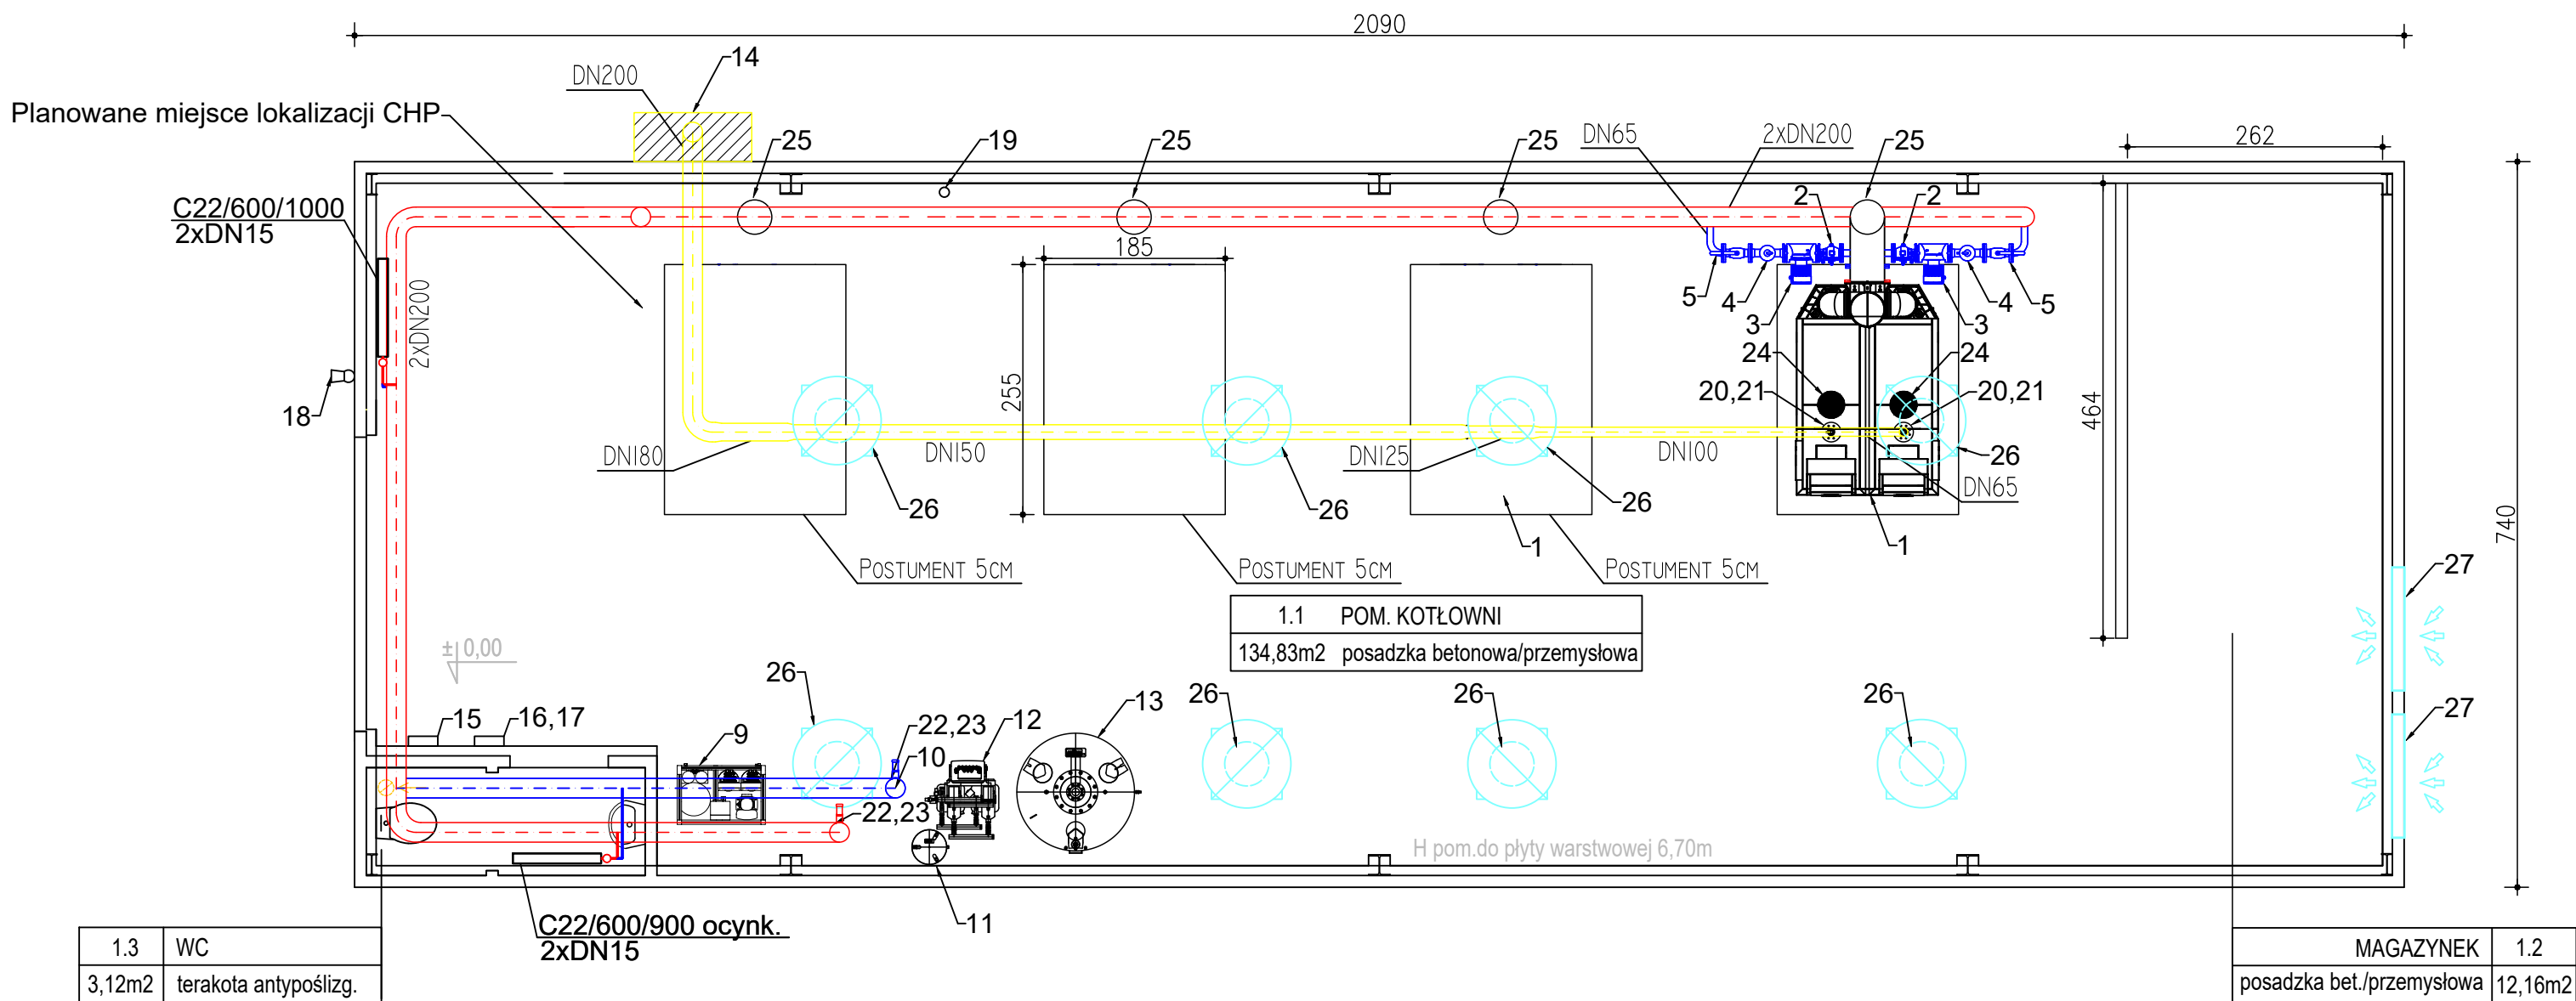 2090
14
DN200
Planowane miejsce lokalizacji CHP
25
19
25
25
DN65
2xDN200
25
262
C22/600/1000
2xDN15
2
2
185
2xDN200
5
4
3
3
4
5
24
24
255
20,21
20,21
464
18
DN180
DN150
DN125
DN100
26
DN65
26
26
26
1
1
740
POSTUMENT 5CM
POSTUMENT 5CM
POSTUMENT 5CM
27
1.1 POM. KOTŁOWNI
134,83m2 posadzka betonowa/przemysłowa
±0,00
26
26
26
26
27
15
16,17
9
22,23
10
12
13
22,23
H pom.do płyty warstwowej 6,70m
11
C22/600/900 ocynk.
2xDN15
1.3 WC
3,12m2 terakota antypoślizg.
MAGAZYNEK 1.2
posadzka bet./przemysłowa 12,16m2